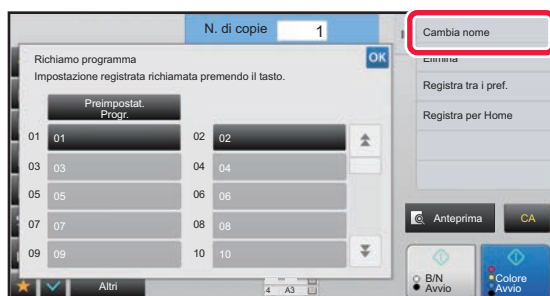 N. di copie 1
Richiamo programma
OK
Impostazione registrata richiamata premendo il tasto.
Preimpostat.
Progr.
01 01
02 02
03 03
04 04
05 05
06 06
07 07
08 08
09 09
10 10
Altri
4 A3
Cambia nome
Elimina
Registra tra i pref.
Registra per Home
Anteprima
CA
B/N
Avvio
Colore
Avvio